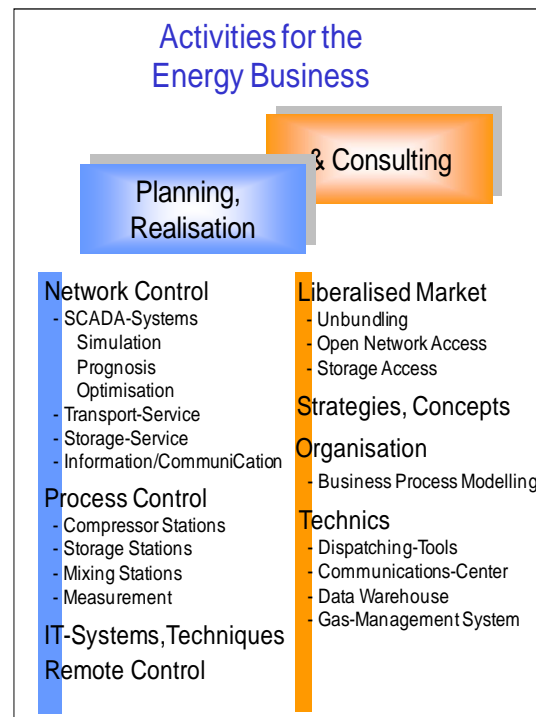 Activities for the
Energy Business
& Consulting
Planning,
Realisation
Network Control
- SCADA-Systems
Simulation
Prognosis
Optimisation
- Transport-Service
- Storage-Service
- Information/CommuniCation
Process Control
- Compressor Stations
- Storage Stations
- Mixing Stations
- Measurement
IT-Systems,Techniques
Remote Control
Liberalised Market
- Unbundling
- Open Network Access
- Storage Access
Strategies, Concepts
Organisation
- Business Process Modelling
Technics
- Dispatching-Tools
- Communications-Center
- Data Warehouse
- Gas-Management System